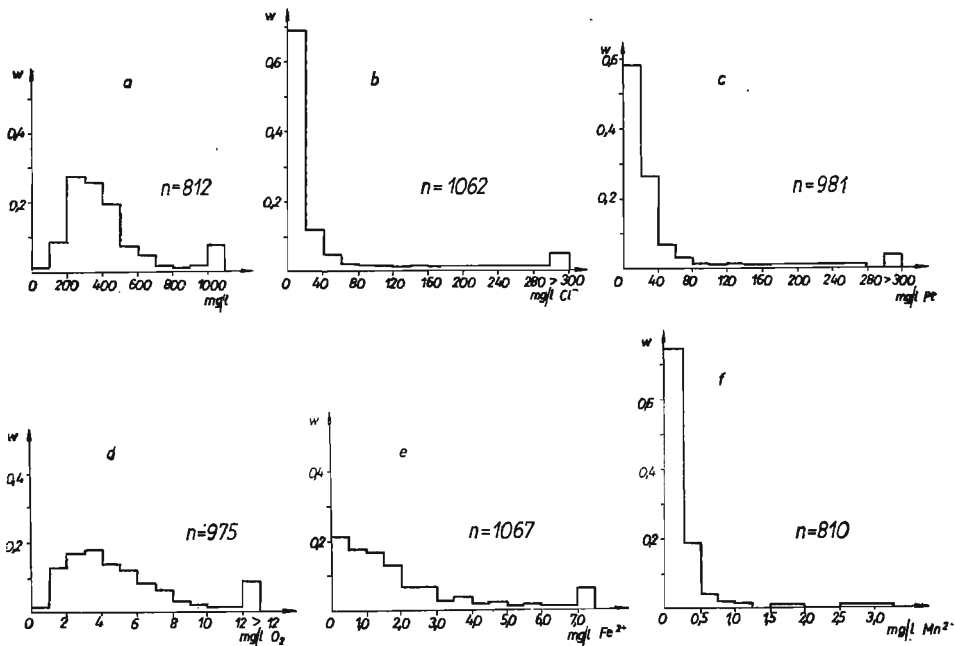 w
a
0,4
0,2
n=812
0 200 400 600 800 1000
mg/l
w
b
0,6
0,4
0,2
n=1062
0 40 80 120 160 200 240 280 > 300
mg/l Cl⁻
w
c
0,6
0,4
0,2
n=981
0 40 80 120 160 200 240 280 > 300
mg/l Pt
w
d
0,4
0,2
n=975
0 2 4 6 8 10 12 > 12
mg/l O₂
w
e
0,4
0,2
n=1067
0 1,0 2,0 3,0 4,0 5,0 6,0 7,0
mg/l Fe²⁺
w
f
0,6
0,4
0,2
n=810
0 0,5 1,0 1,5 2,0 2,5 3,0
mg/l Mn²⁻